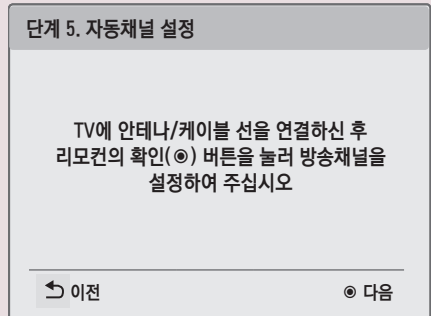 단계 5. 자동채널 설정
TV에 안테나/케이블 선을 연결하신 후
리모컨의 확인(◉) 버튼을 눌러 방송채널을
설정하여 주십시오
이전
◉ 다음